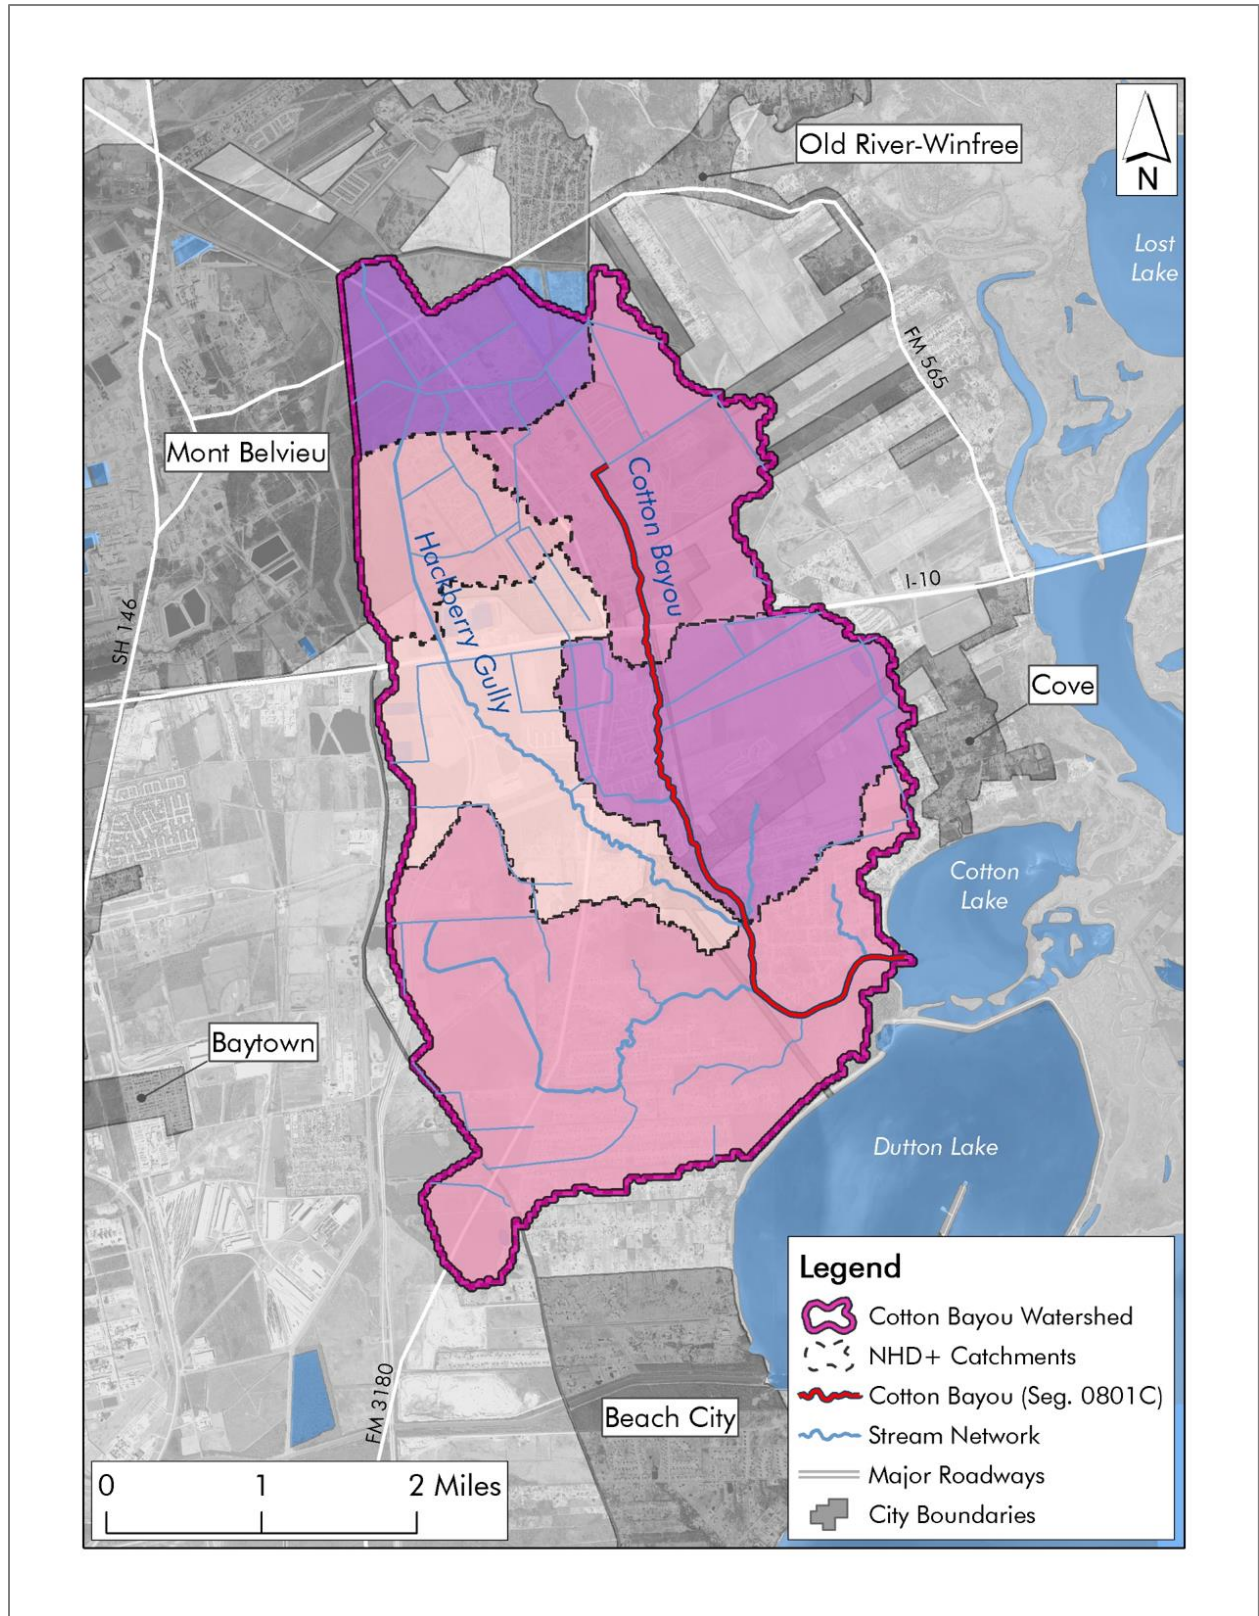 Old River-Winfree
N
Lost
Lake
FM 565
Mont Belvieu
Cotton Bayou
Hackberry Gully
I-10
SH 146
Cove
Cotton
Lake
Baytown
Dutton Lake
FM 3180
Beach City
Legend
Cotton Bayou Watershed
NHD+ Catchments
Cotton Bayou (Seg. 0801C)
Stream Network
Major Roadways
City Boundaries
0 1 2 Miles